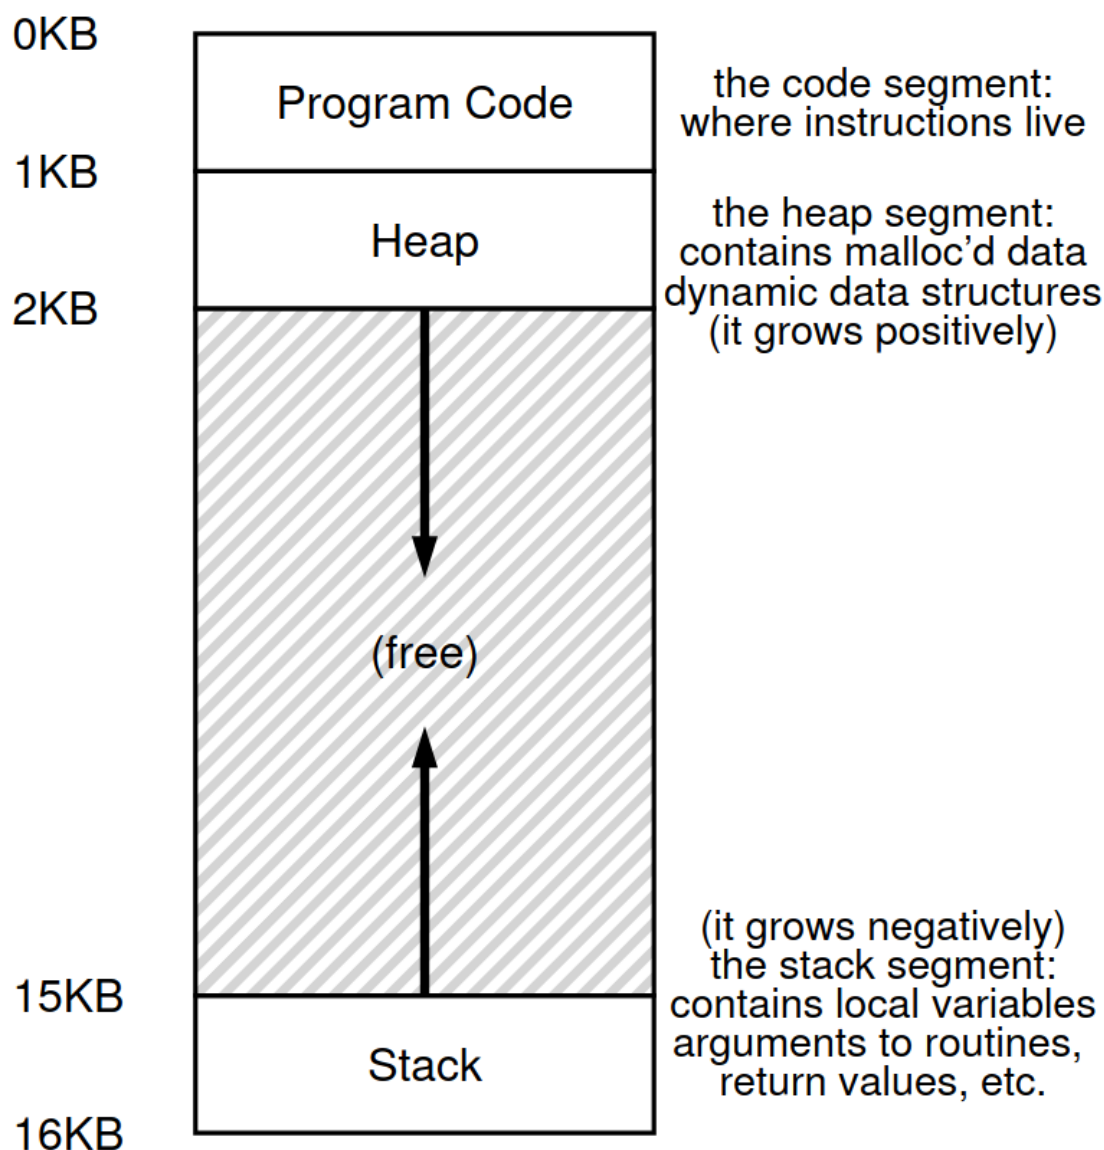 0KB
Program Code
the code segment:
where instructions live
1KB
Heap
the heap segment:
contains malloc’d data
dynamic data structures
(it grows positively)
2KB
(free)
(it grows negatively)
the stack segment:
contains local variables
arguments to routines,
return values, etc.
15KB
Stack
16KB